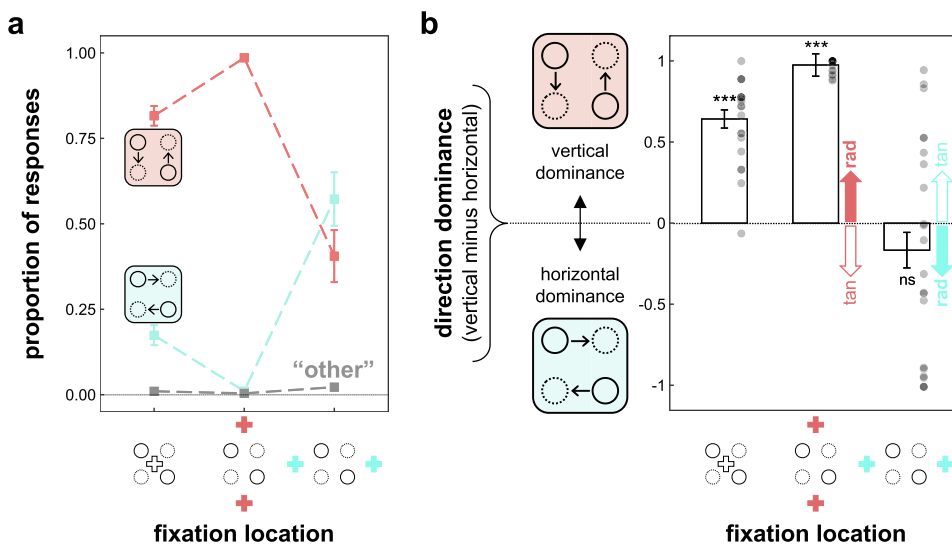 a
proportion of responses
1.00
0.75
0.50
0.25
0.00
“other”
fixation location
b
direction dominance
(vertical minus horizontal)
vertical
dominance
horizontal
dominance
1
0.5
0
-0.5
-1
***
***
ns
rad
tan
tan
rad
fixation location